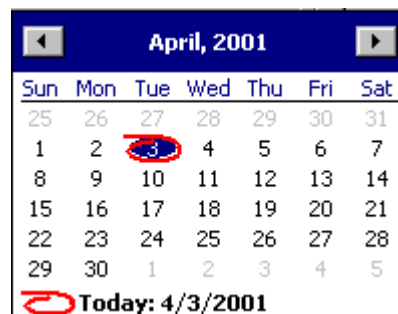 April, 2001
Sun Mon Tue Wed Thu Fri Sat
25 26 27 28 29 30 31
1 2 3 4 5 6 7
8 9 10 11 12 13 14
15 16 17 18 19 20 21
22 23 24 25 26 27 28
29 30 1 2 3 4 5
Today: 4/3/2001